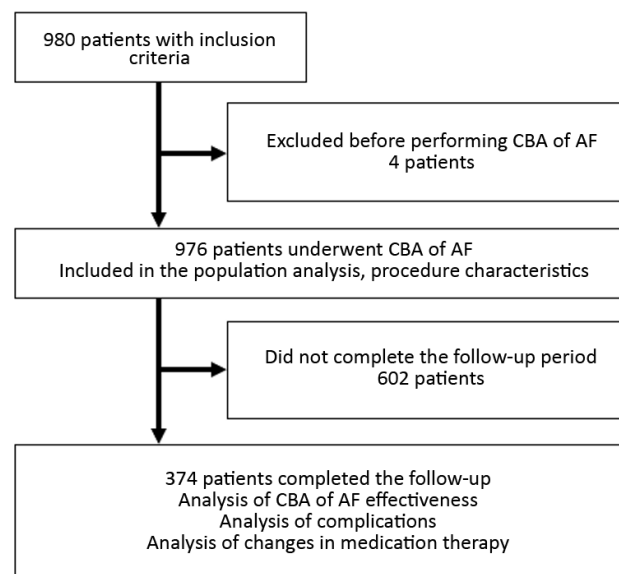 980 patients with inclusion
criteria
Excluded before performing CBA of AF
4 patients
976 patients underwent CBA of AF
Included in the population analysis, procedure characteristics
Did not complete the follow-up period
602 patients
374 patients completed the follow-up
Analysis of CBA of AF effectiveness
Analysis of complications
Analysis of changes in medication therapy